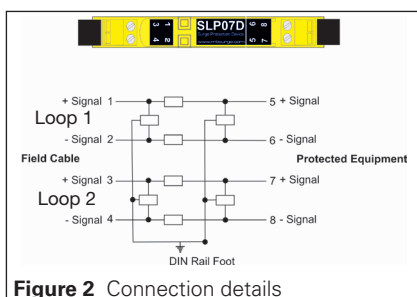 3 1
4 2
SLP07D
Surge Protection Device
6 8
5 7
+ Signal 1
5 + Signal
Loop 1
- Signal 2
6 - Signal
Field Cable
Protected Equipment
+ Signal 3
7 + Signal
Loop 2
- Signal 4
8 - Signal
DIN Rail Foot
Figure 2 Connection details